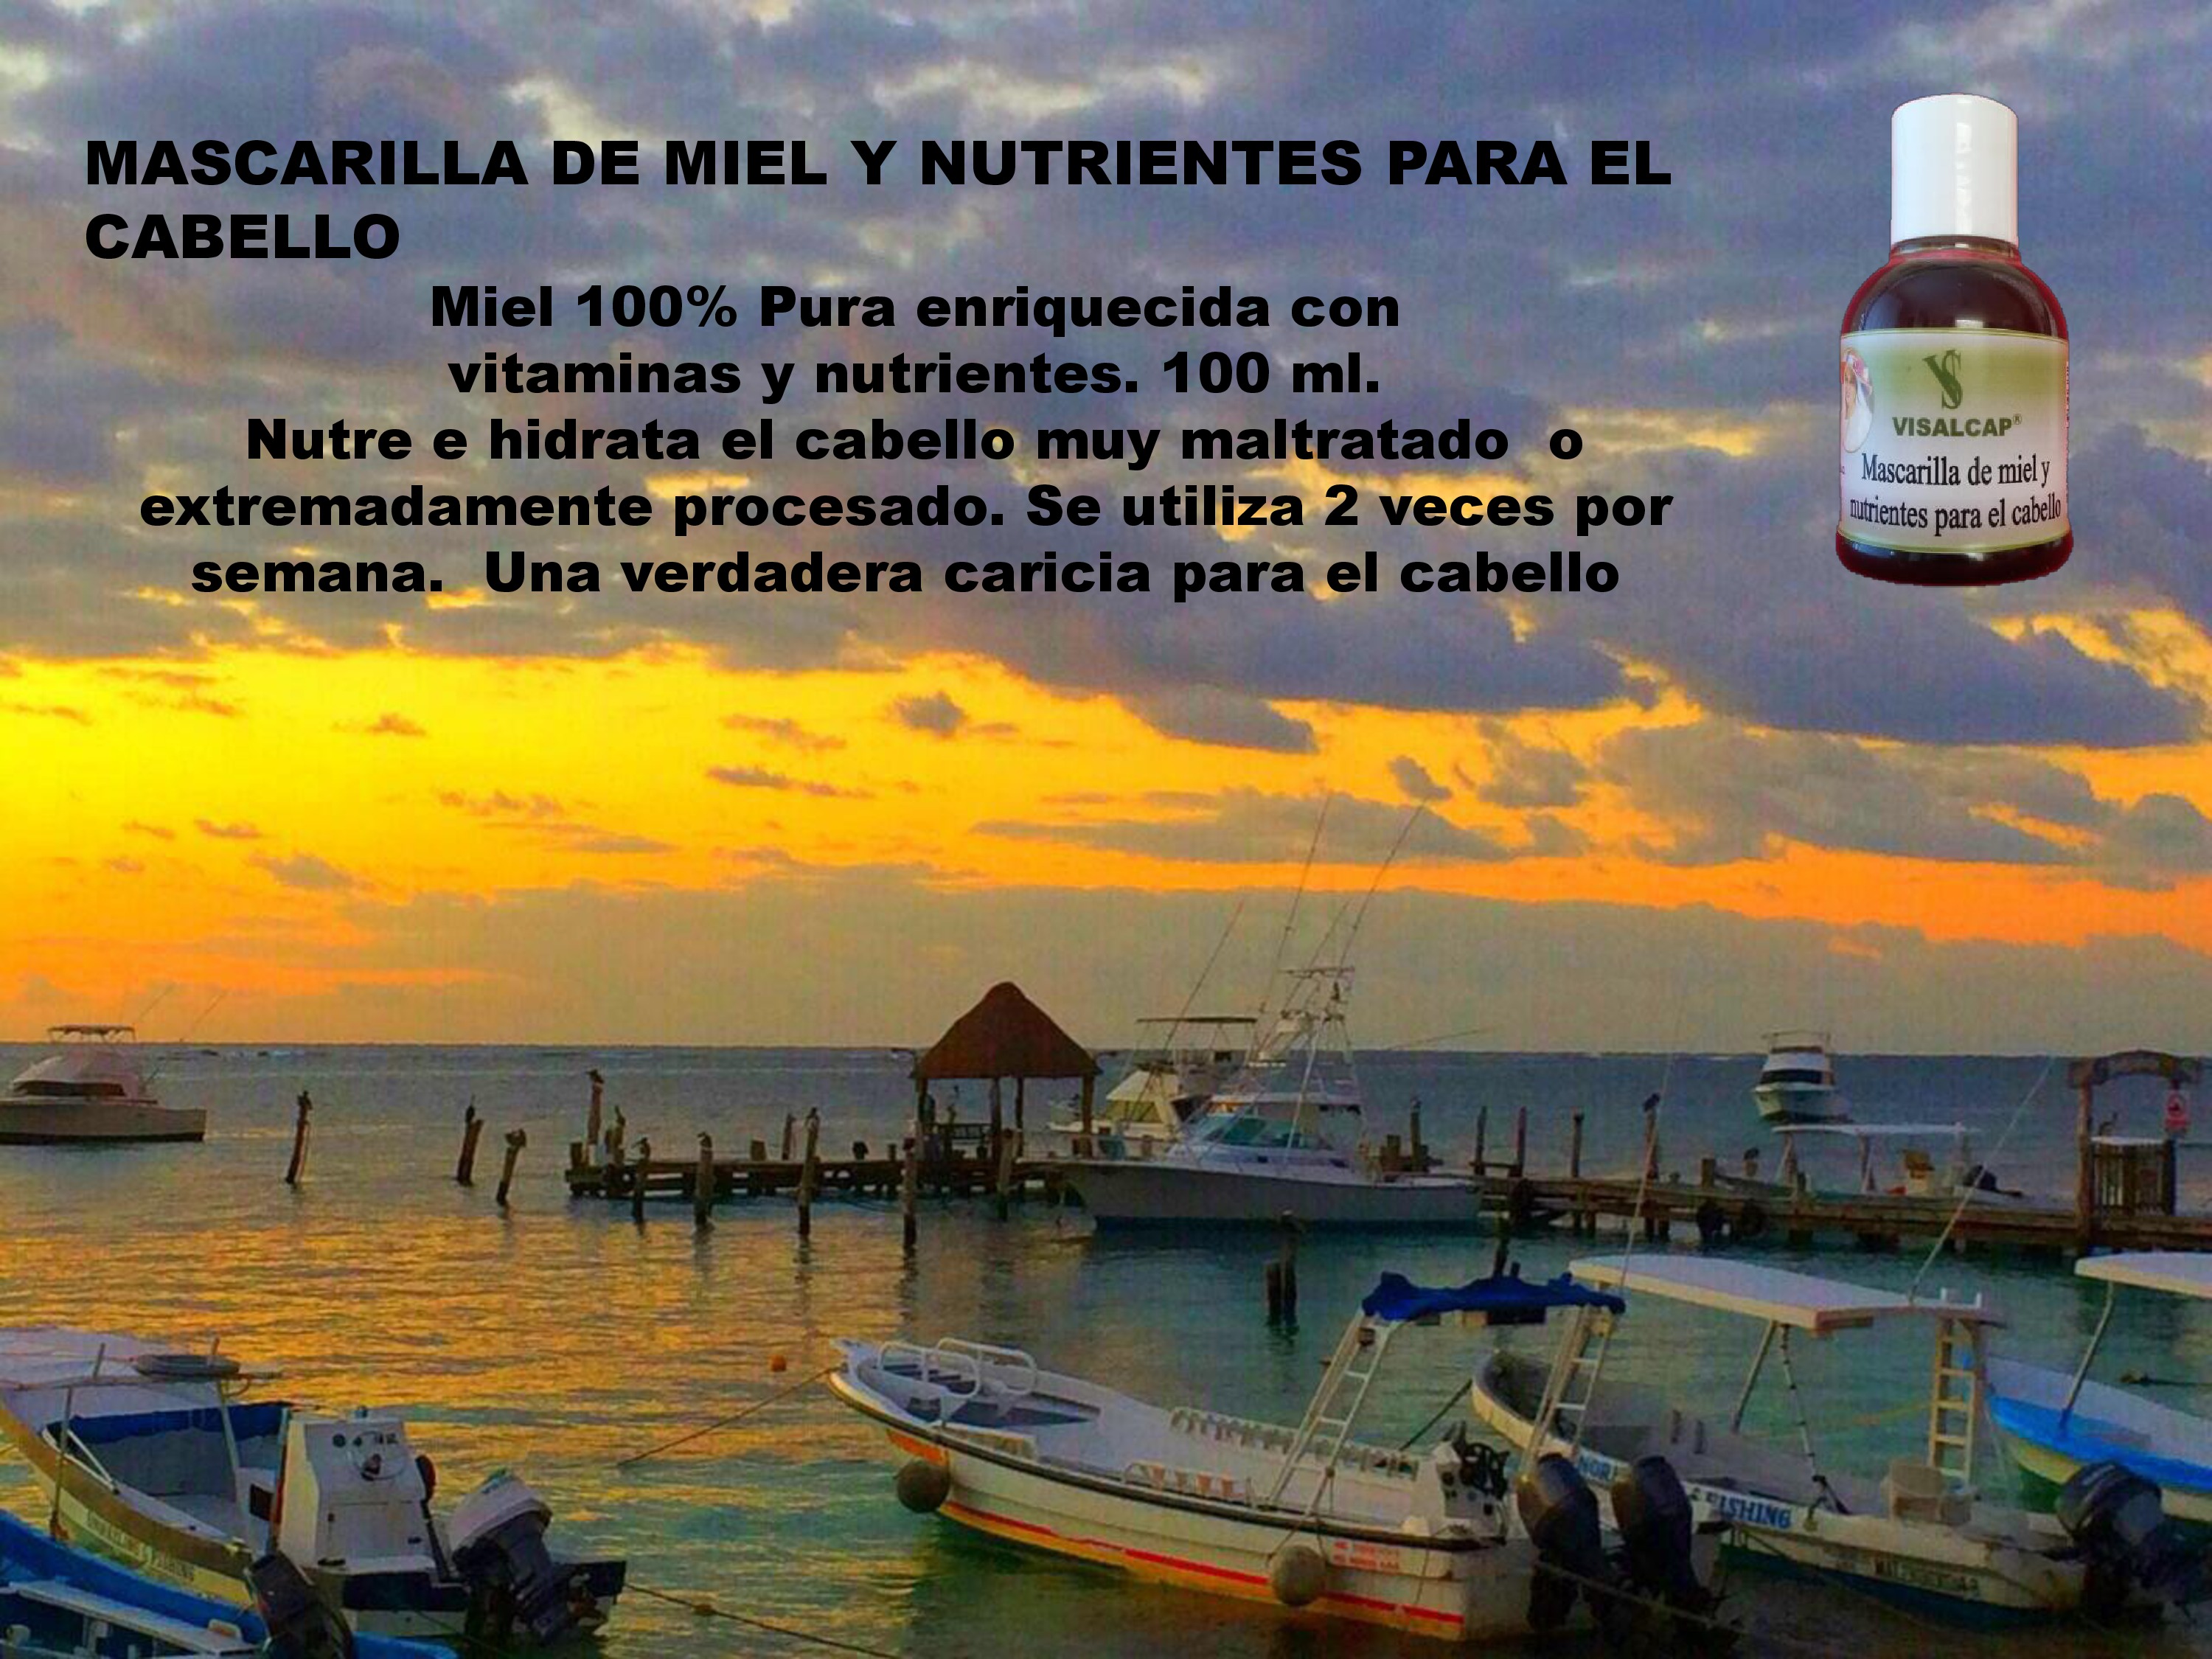 MASCARILLA DE MIEL Y NUTRIENTES PARA EL
CABELLO
Miel 100% Pura enriquecida con
vitaminas y nutrientes. 100 ml.
Nutre e hidrata el cabello muy maltratado o
extremadamente procesado. Se utiliza 2 veces por
semana. Una verdadera caricia para el cabello
VS
VISALCAP®
Mascarilla de miel y
nutrientes para el cabello
FISHING